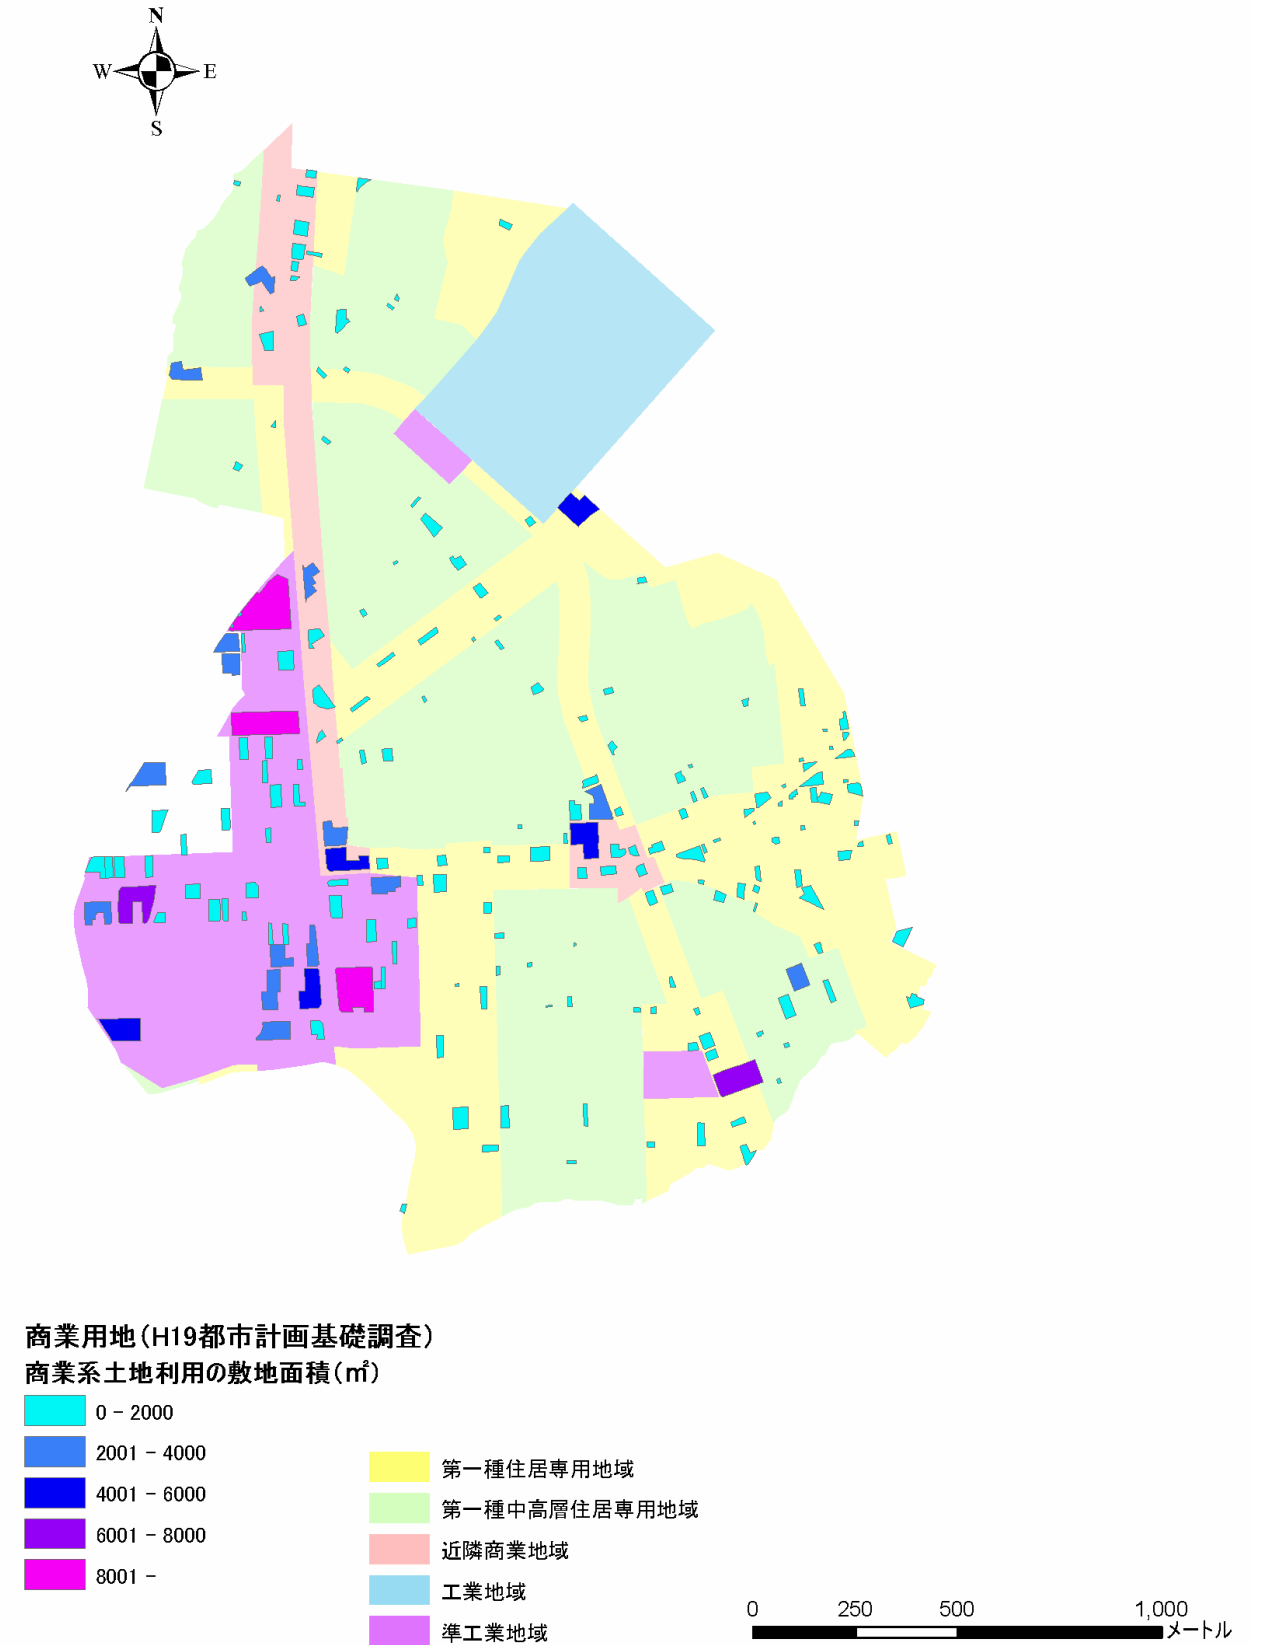 N
W E
S
商業用地(H19都市計画基礎調査)
商業系土地利用の敷地面積(㎡)
0 - 2000
2001 - 4000
4001 - 6000
6001 - 8000
8001 -
第一種住居専用地域
第一種中高層住居専用地域
近隣商業地域
工業地域
準工業地域
0 250 500 1,000
メートル